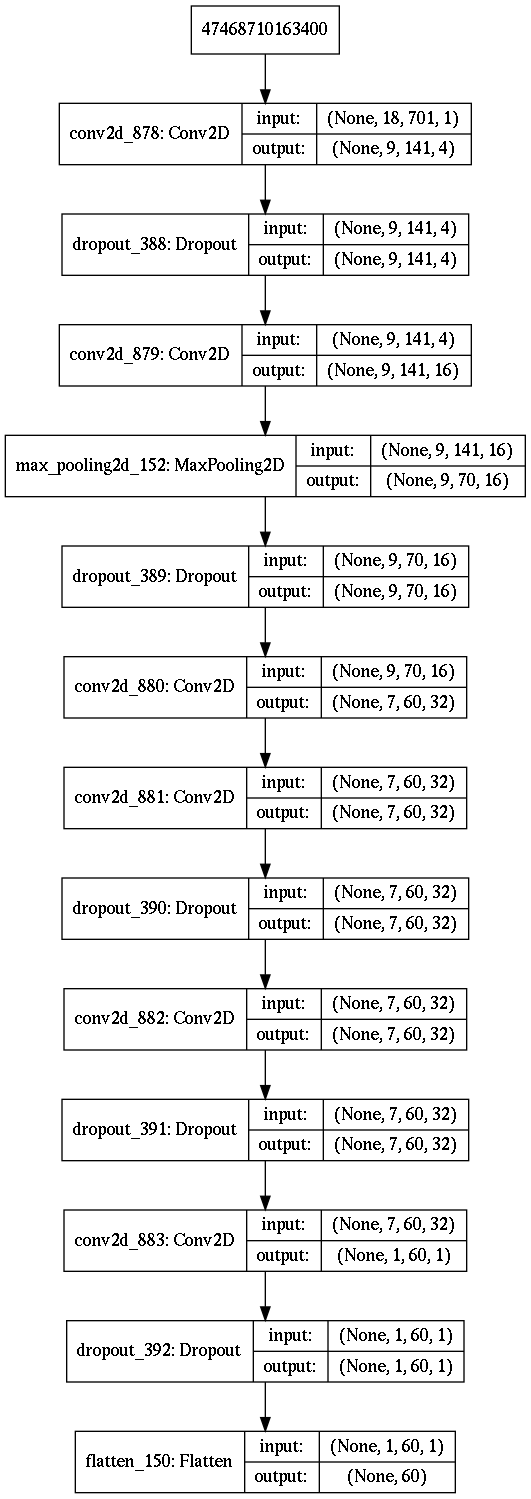 47468710163400
conv2d_878: Conv2D
input: (None, 18, 701, 1)
output: (None, 9, 141, 4)
dropout_388: Dropout
input: (None, 9, 141, 4)
output: (None, 9, 141, 4)
conv2d_879: Conv2D
input: (None, 9, 141, 4)
output: (None, 9, 141, 16)
max_pooling2d_152: MaxPooling2D
input: (None, 9, 141, 16)
output: (None, 9, 70, 16)
dropout_389: Dropout
input: (None, 9, 70, 16)
output: (None, 9, 70, 16)
conv2d_880: Conv2D
input: (None, 9, 70, 16)
output: (None, 7, 60, 32)
conv2d_881: Conv2D
input: (None, 7, 60, 32)
output: (None, 7, 60, 32)
dropout_390: Dropout
input: (None, 7, 60, 32)
output: (None, 7, 60, 32)
conv2d_882: Conv2D
input: (None, 7, 60, 32)
output: (None, 7, 60, 32)
dropout_391: Dropout
input: (None, 7, 60, 32)
output: (None, 7, 60, 32)
conv2d_883: Conv2D
input: (None, 7, 60, 32)
output: (None, 1, 60, 1)
dropout_392: Dropout
input: (None, 1, 60, 1)
output: (None, 1, 60, 1)
flatten_150: Flatten
input: (None, 1, 60, 1)
output: (None, 60)